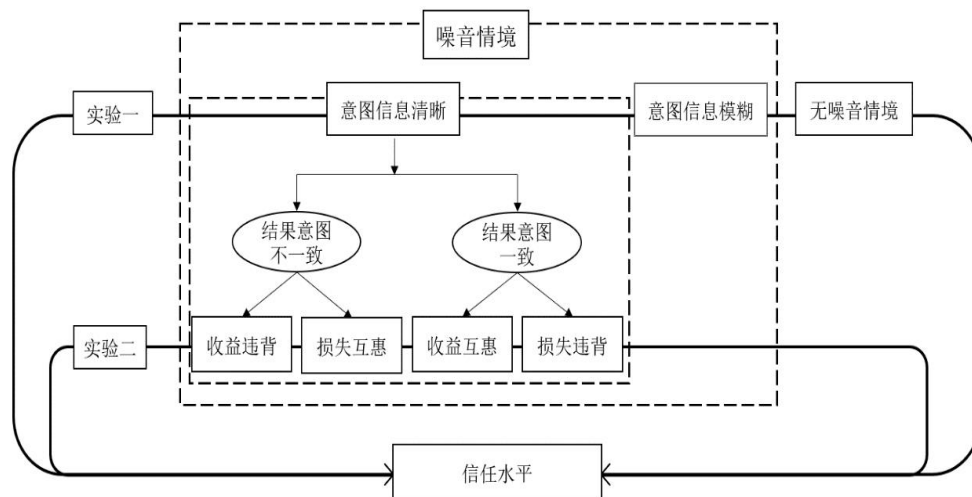 噪音情境
实验一
意图信息清晰
意图信息模糊
无噪音情境
结果意图
不一致
结果意图
一致
实验二
收益违背
损失互惠
收益互惠
损失违背
信任水平